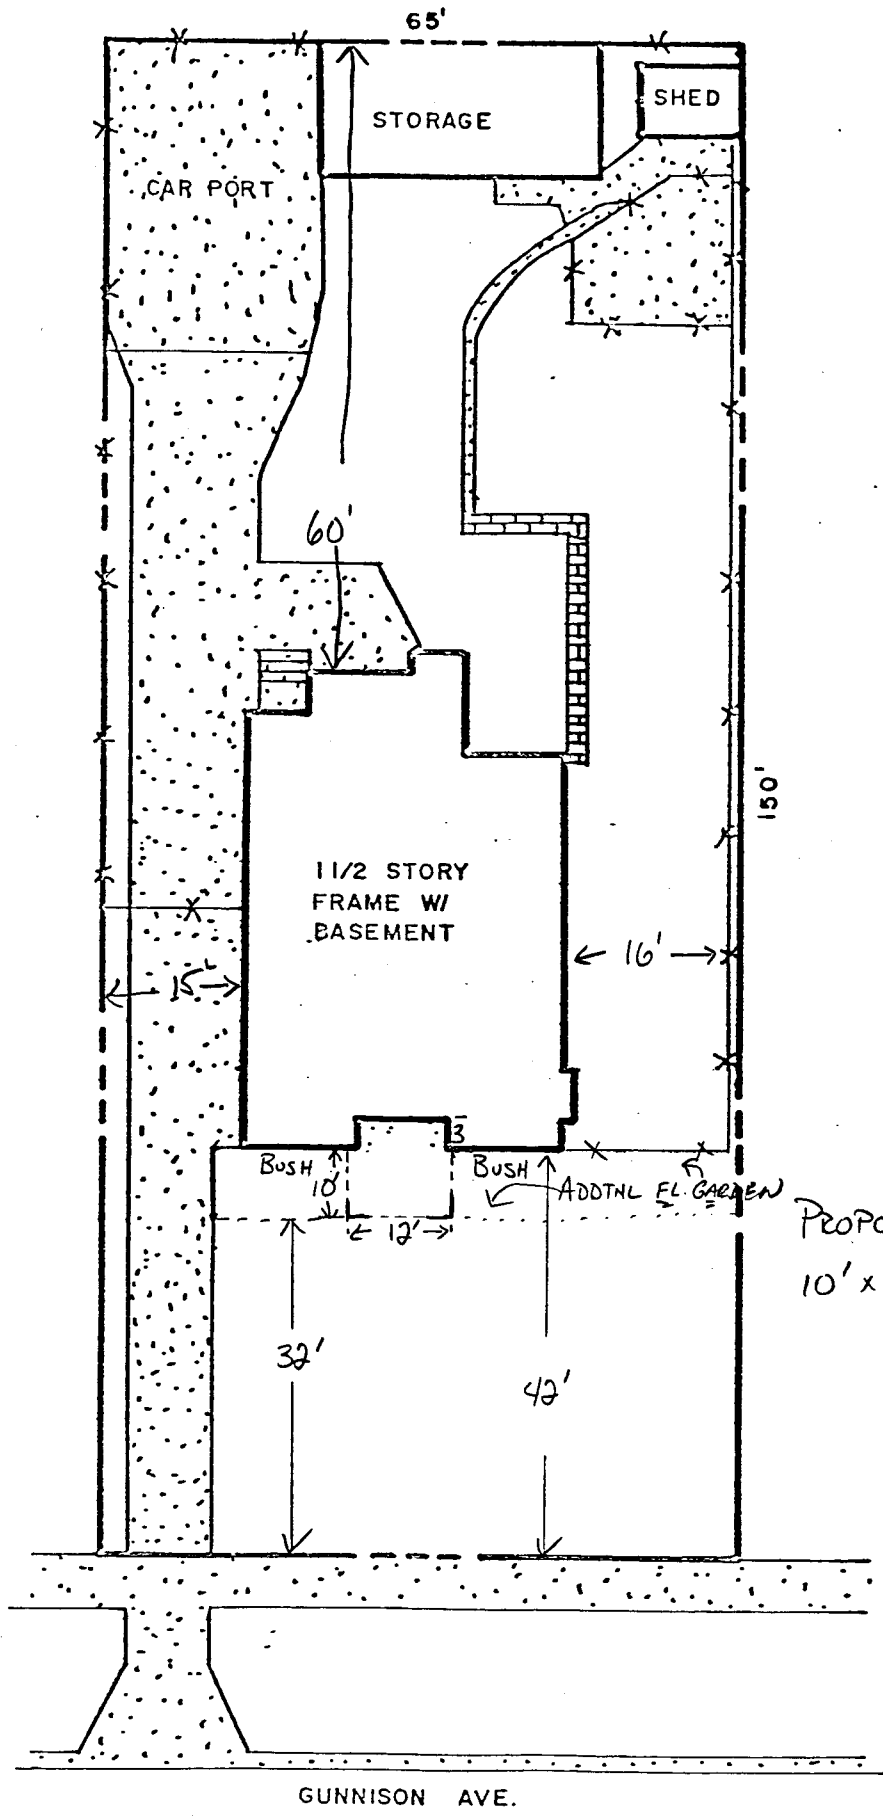 65'
STORAGE
SHED
CAR PORT
60'
150'
1 1/2 STORY
FRAME W/
BASEMENT
16'
15'
3
BUSH
BUSH
10'
ADDTNL FL. GARDEN
12'
PROPO
10' x
32'
42'
GUNNISON AVE.